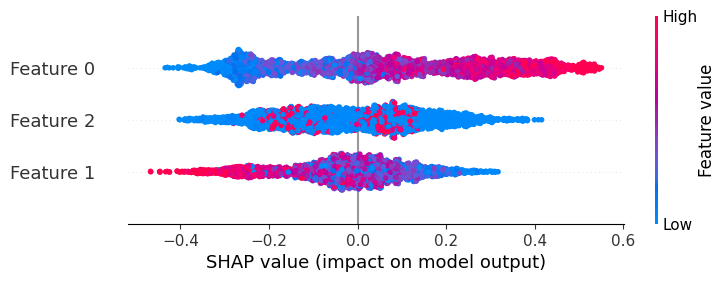 High
Feature 0
Feature 2
Feature 1
Feature value
Low
−0.4 −0.2 0.0 0.2 0.4 0.6
SHAP value (impact on model output)